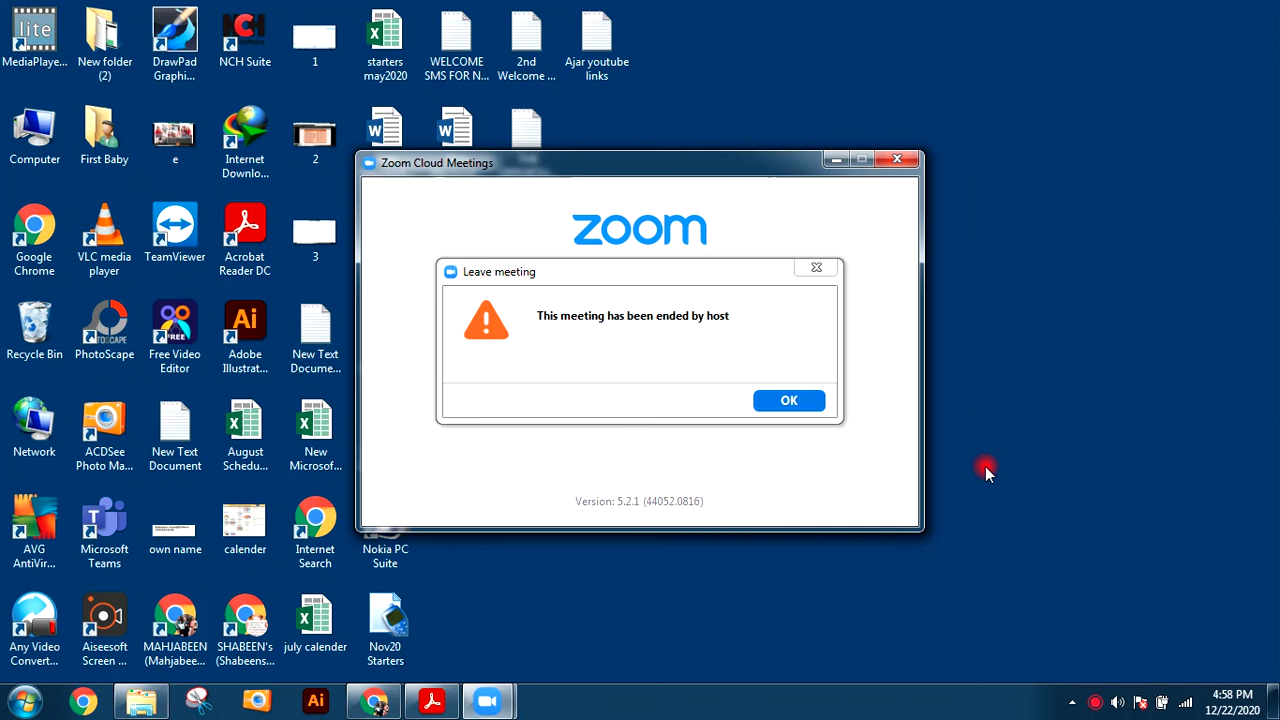 lite
MediaPlaye...
New folder
(2)
DrawPad
Graphi...
NCH Suite
1
starters
may2020
WELCOME
SMS FOR N...
2nd
Welcome ...
Ajar youtube
links
Computer
First Baby
e
Internet
Downlo...
2
Google
Chrome
VLC media
player
TeamViewer
Acrobat
Reader DC
3
Recycle Bin
PhotoScape
FREE
Free Video
Editor
Ai
Adobe
Illustrat...
New Text
Docume...
Network
ACDSee
Photo Ma...
New Text
Document
August
Schedu...
New
Microsof...
AVG
AntiVir...
Microsoft
Teams
own name
calender
Internet
Search
Nokia PC
Suite
Any Video
Convert...
Aiseesoft
Screen ...
MAHJABEEN
(Mahjabee...
SHABEEN's
(Shabeens...
july calender
Nov20
Starters
Zoom Cloud Meetings
zoom
Leave meeting
This meeting has been ended by host
OK
Version: 5.2.1 (44052.0816)
Ai
4:58 PM
12/22/2020